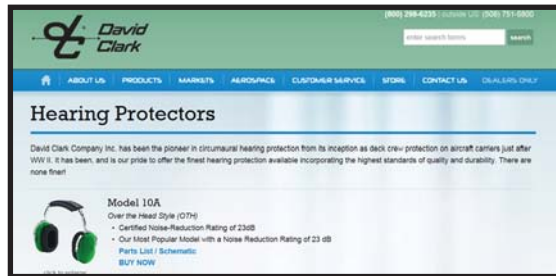 (800) 298-6235 | outside US (508) 751-5800
David
Clark
enter search terms
search
ABOUT US
PRODUCTS
MARKETS
AEROSPACE
CUSTOMER SERVICE
STORE
CONTACT US
DEALERS ONLY
Hearing Protectors
David Clark Company Inc. has been the pioneer in circumaural hearing protection from its inception as deck crew protection on aircraft carriers just after
WW II. It has been, and is our pride to offer the finest hearing protection available incorporating the highest standards of quality and durability. There are
none finer!
Model 10A
Over the Head Style (OTH)
• Certified Noise-Reduction Rating of 23dB
• Our Most Popular Model with a Noise Reduction Rating of 23 dB
Parts List / Schematic
BUY NOW